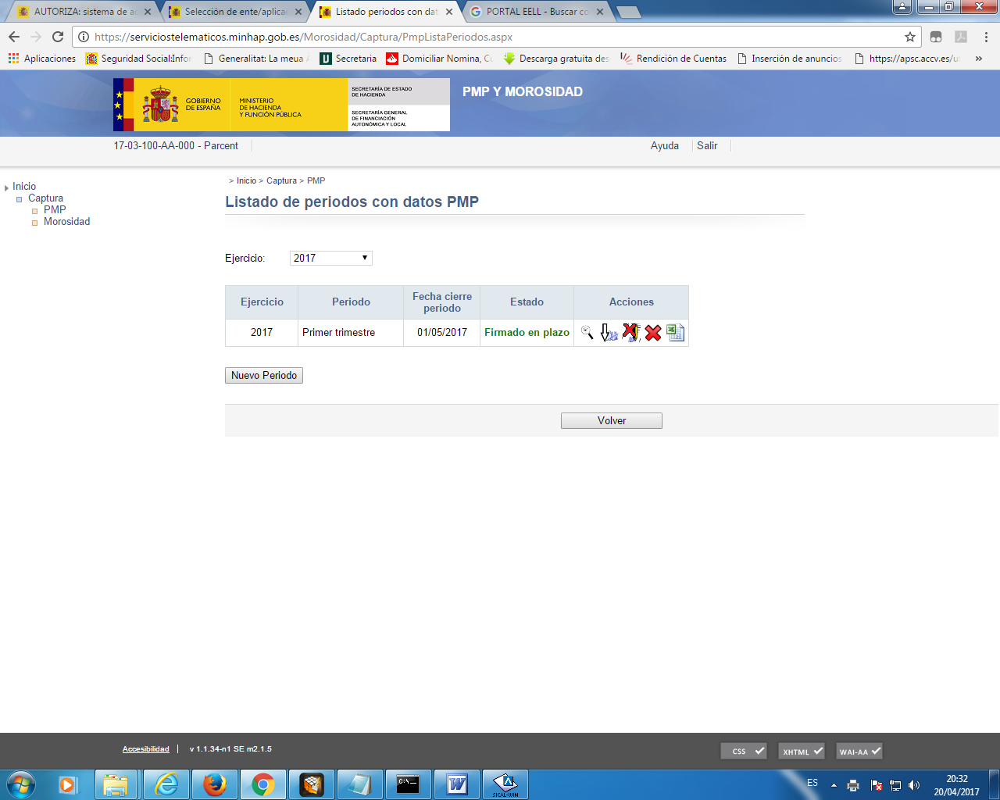 AUTORIZA: sistema de a
Selección de ente/aplica
Listado periodos con dat
PORTAL EELL - Buscar co
https://serviciostelematicos.minhap.gob.es/Morosidad/Captura/PmpListaPeriodos.aspx
Aplicaciones
Seguridad Social:Infor
Generalitat: La meua
Secretaria
Domiciliar Nomina, C
Descarga gratuita des
Rendición de Cuentas
Inserción de anuncios
https://apsc.accv.es/u
»
GOBIERNO
DE ESPAÑA
MINISTERIO
DE HACIENDA
Y FUNCIÓN PÚBLICA
SECRETARÍA DE ESTADO
DE HACIENDA
SECRETARÍA GENERAL
DE FINANCIACIÓN
AUTONÓMICA Y LOCAL
PMP Y MOROSIDAD
17-03-100-AA-000 - Parcent
Ayuda
Salir
Inicio
Captura
PMP
Morosidad
> Inicio > Captura > PMP
Listado de periodos con datos PMP
Ejercicio:
2017
Ejercicio
Periodo
Fecha cierre
periodo
Estado
Acciones
2017
Primer trimestre
01/05/2017
Firmado en plazo
Nuevo Periodo
Volver
Accesibilidad
v 1.1.34-n1 SE m2.1.5
CSS
XHTML
WAI-AA
C:\_
SICAL-WIN
ES
20:32
20/04/2017